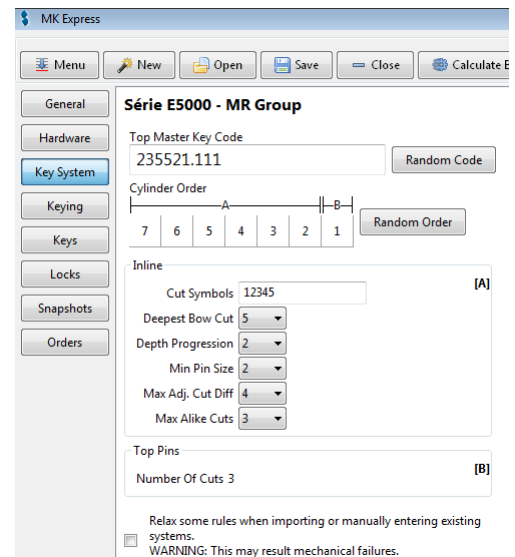 MK Express
Menu New Open Save Close Calculate E
General
Hardware
Key System
Keying
Keys
Locks
Snapshots
Orders
Série E5000 - MR Group
Top Master Key Code
235521.111 Random Code
Cylinder Order
A B
7 6 5 4 3 2 1 Random Order
Inline
[A]
Cut Symbols 12345
Deepest Bow Cut 5
Depth Progression 2
Min Pin Size 2
Max Adj. Cut Diff 4
Max Alike Cuts 3
Top Pins
[B]
Number Of Cuts 3
Relax some rules when importing or manually entering existing
systems.
WARNING: This may result mechanical failures.